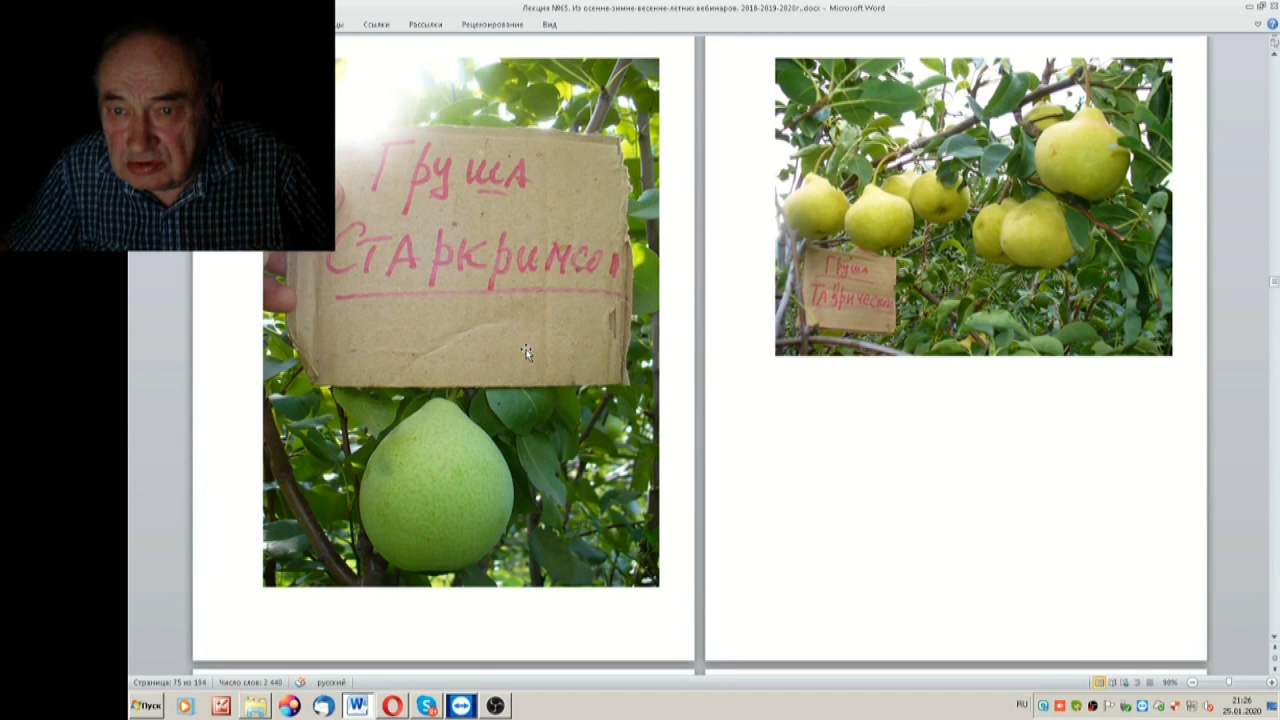 Лекция №65. Из осенне-зимне-весенне-летних вебинаров. 2018-2019-2020г..docx - Microsoft Word
Ссылки Рассылки Рецензирование Вид
Груша
Старкримсон
Груша
Таврическая
Страница: 75 из 194 Число слов: 2 440 русский 90%
Пуск RU 21:26
25.01.2020